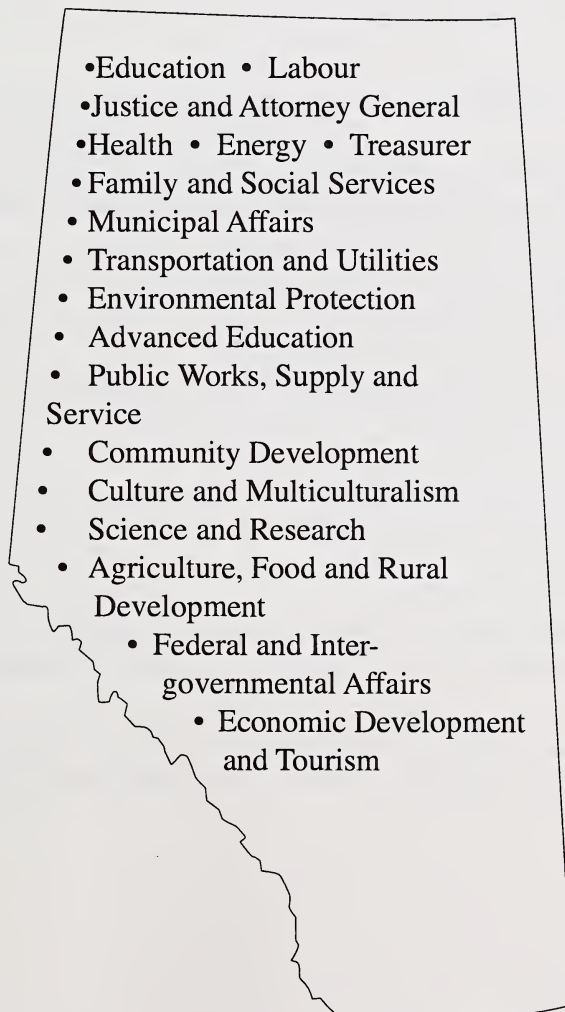 •Education • Labour
•Justice and Attorney General
•Health • Energy • Treasurer
• Family and Social Services
• Municipal Affairs
• Transportation and Utilities
• Environmental Protection
• Advanced Education
• Public Works, Supply and
Service
• Community Development
• Culture and Multiculturalism
• Science and Research
• Agriculture, Food and Rural
Development
• Federal and Inter-
governmental Affairs
• Economic Development
and Tourism